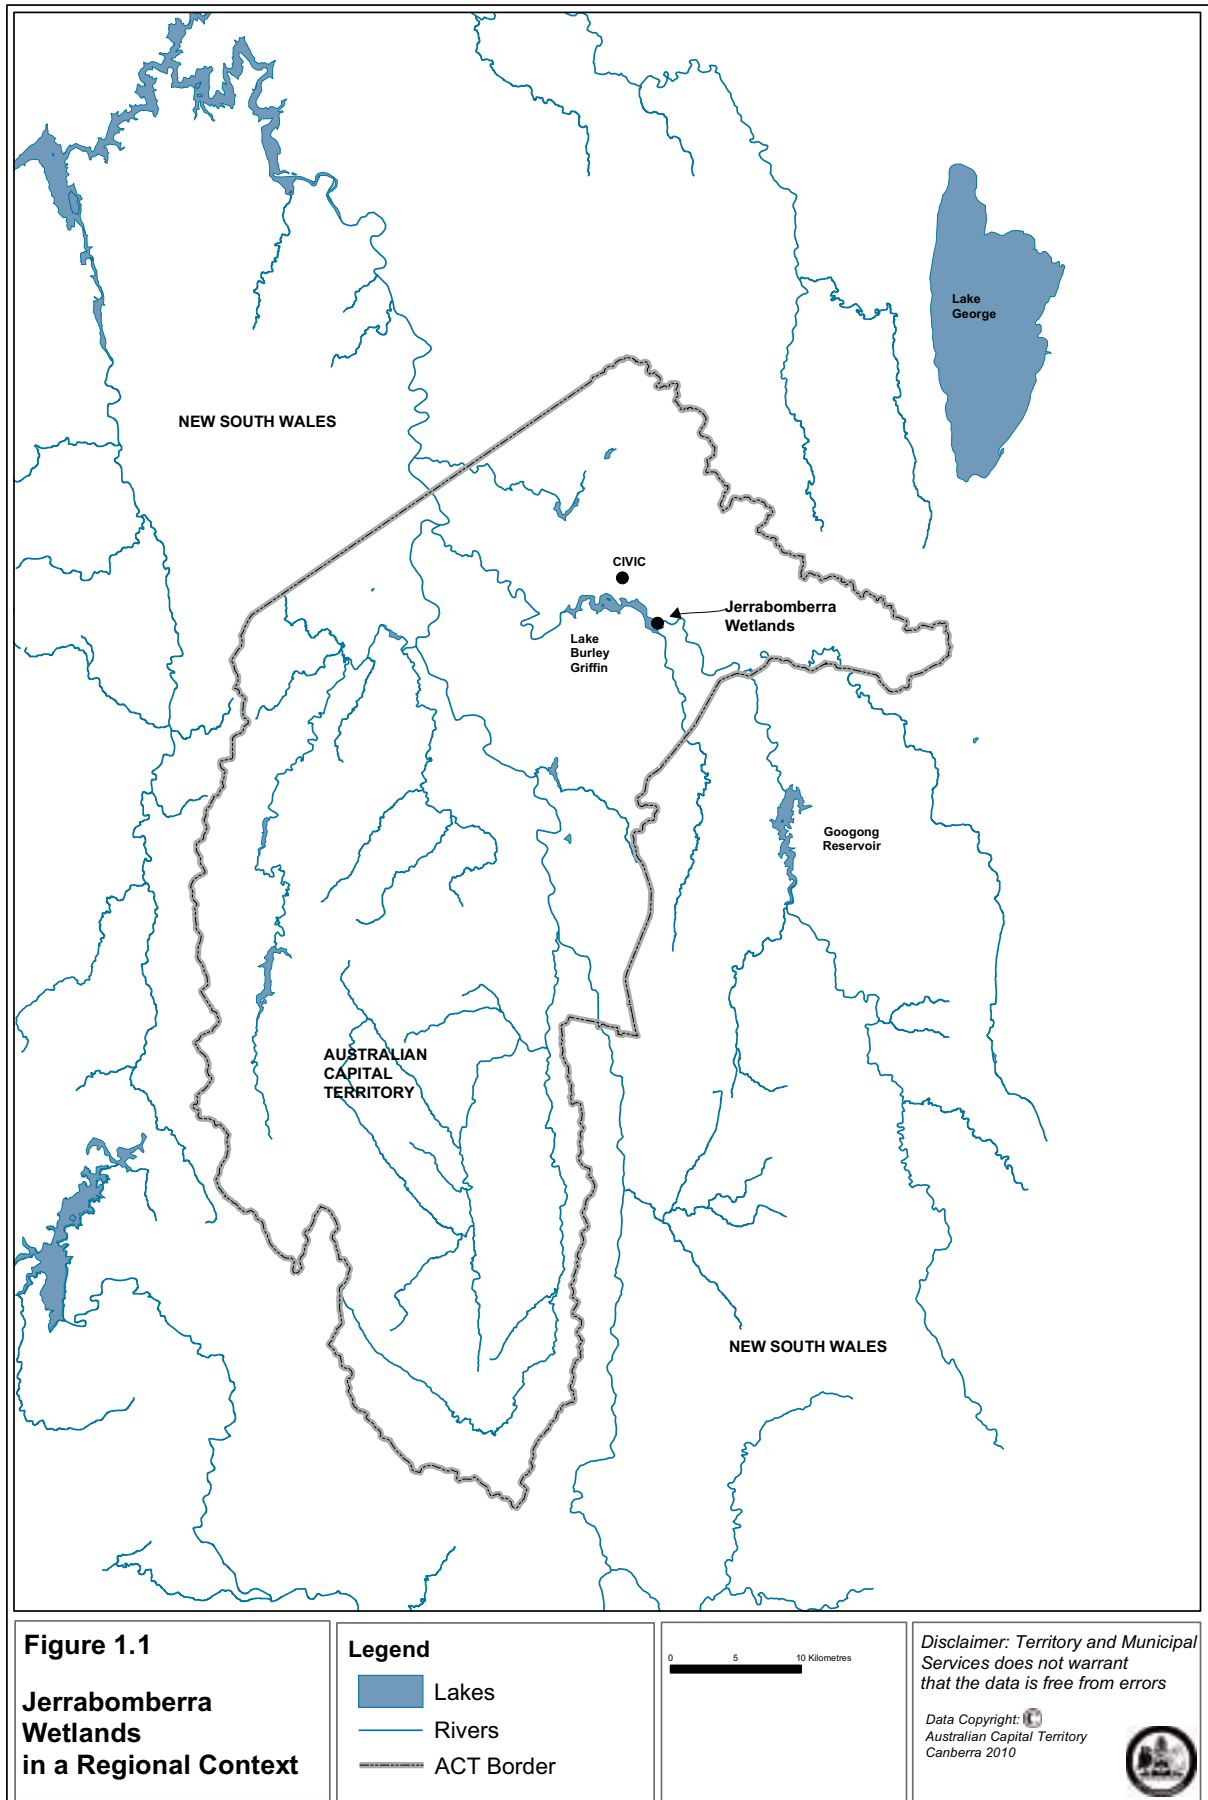 Lake
George
NEW SOUTH WALES
CIVIC
Jerrabomberra
Wetlands
Lake
Burley
Griffin
Googong
Reservoir
AUSTRALIAN
CAPITAL
TERRITORY
NEW SOUTH WALES
Figure 1.1
Jerrabomberra
Wetlands
in a Regional Context
Legend
Lakes
Rivers
ACT Border
0 5 10 Kilometres
Disclaimer: Territory and Municipal
Services does not warrant
that the data is free from errors
Data Copyright: ©
Australian Capital Territory
Canberra 2010